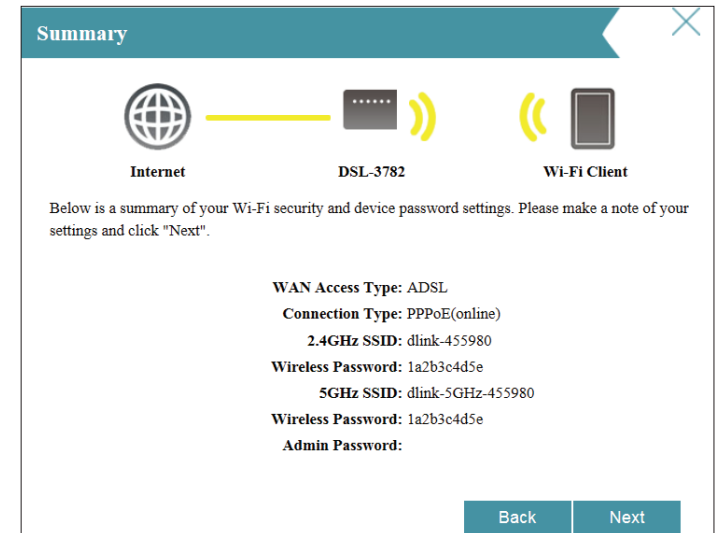 Summary
Internet
DSL-3782
Wi-Fi Client
Below is a summary of your Wi-Fi security and device password settings. Please make a note of your
settings and click "Next".
WAN Access Type: ADSL
Connection Type: PPPoE(online)
2.4GHz SSID: dlink-455980
Wireless Password: 1a2b3c4d5e
5GHz SSID: dlink-5GHz-455980
Wireless Password: 1a2b3c4d5e
Admin Password:
Back
Next